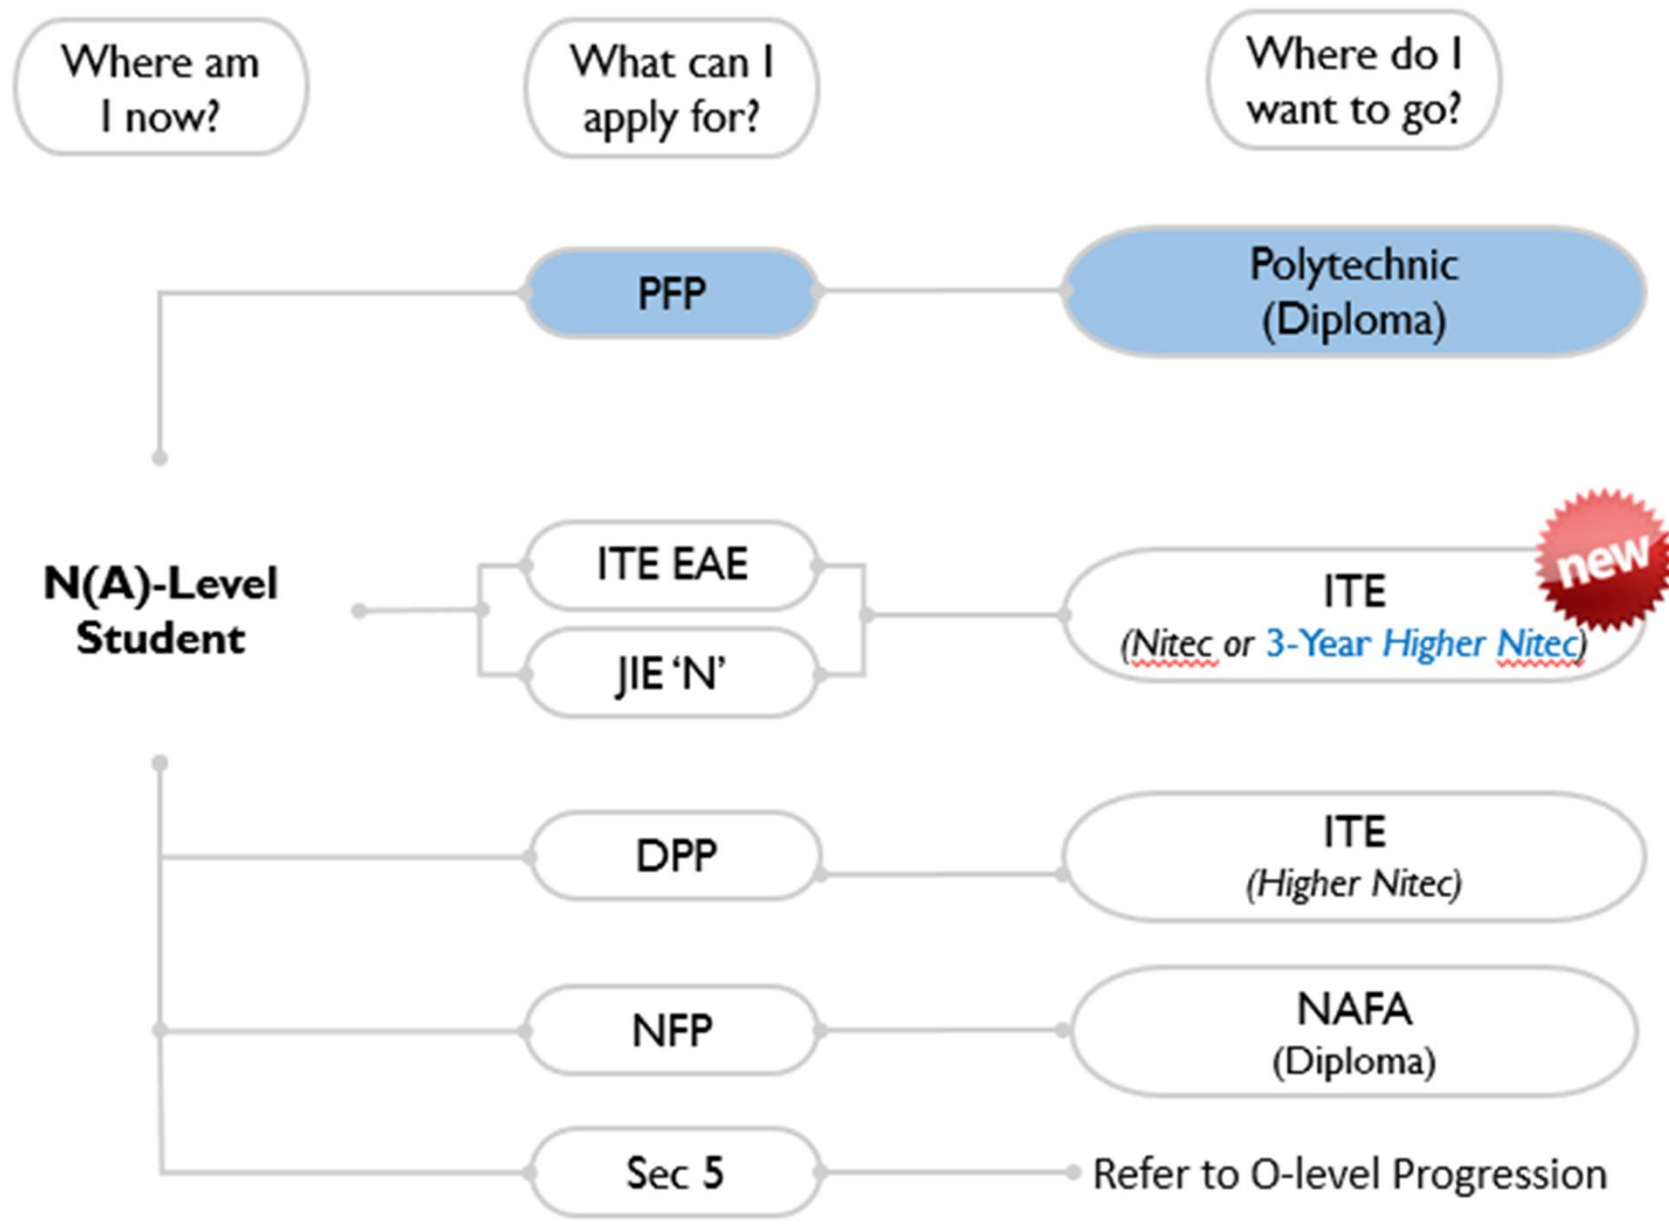 Where am
I now?
What can I
apply for?
Where do I
want to go?
PFP
Polytechnic
(Diploma)
N(A)-Level
Student
ITE EAE
JIE ‘N’
ITE
(Nitec or 3-Year Higher Nitec)
new
DPP
ITE
(Higher Nitec)
NFP
NAFA
(Diploma)
Sec 5
Refer to O-level Progression